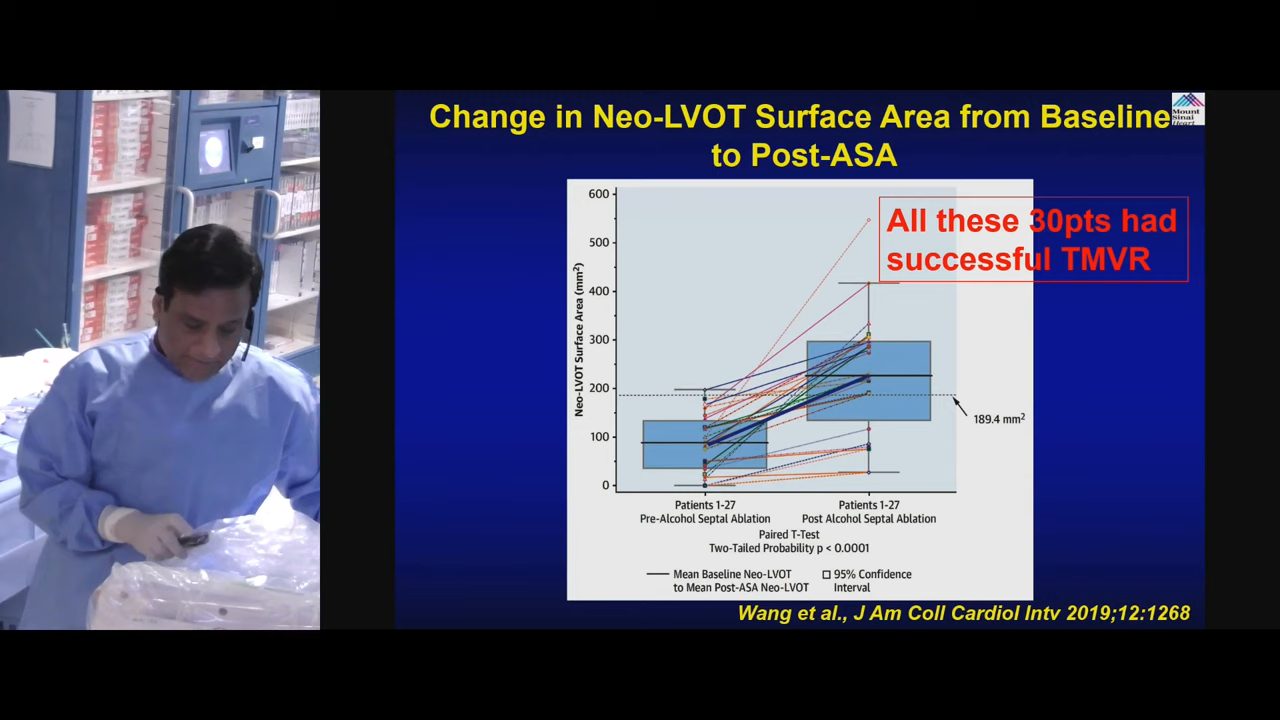 Change in Neo-LVOT Surface Area from Baseline
to Post-ASA
Mount
Sinai
Heart
All these 30pts had
successful TMVR
Neo-LVOT Surface Area (mm²)
600
500
400
300
200
100
0
189.4 mm²
Patients 1-27
Pre-Alcohol Septal Ablation
Patients 1-27
Post Alcohol Septal Ablation
Paired T-Test
Two-Tailed Probability p < 0.0001
Mean Baseline Neo-LVOT
to Mean Post-ASA Neo-LVOT
95% Confidence
Interval
Wang et al., J Am Coll Cardiol Intv 2019;12:1268